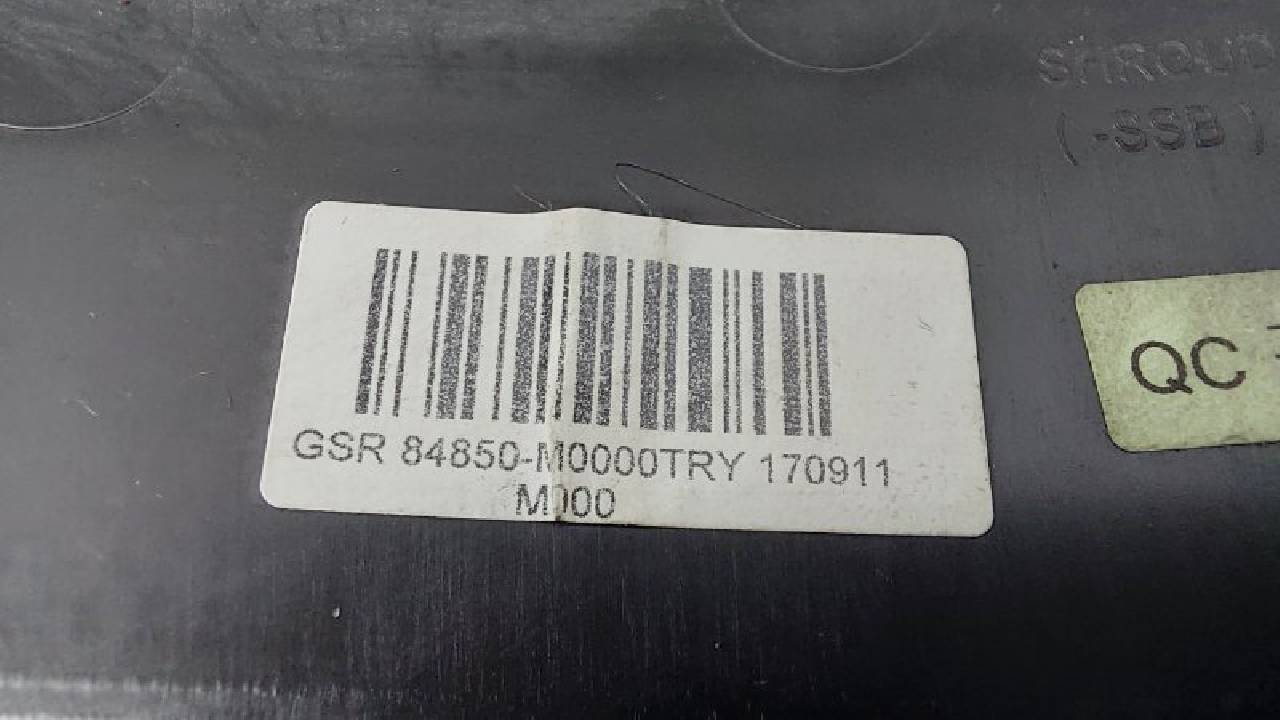 SHROUD
( -SSB )
QC
GSR 84850-M0000TRY 170911
M000